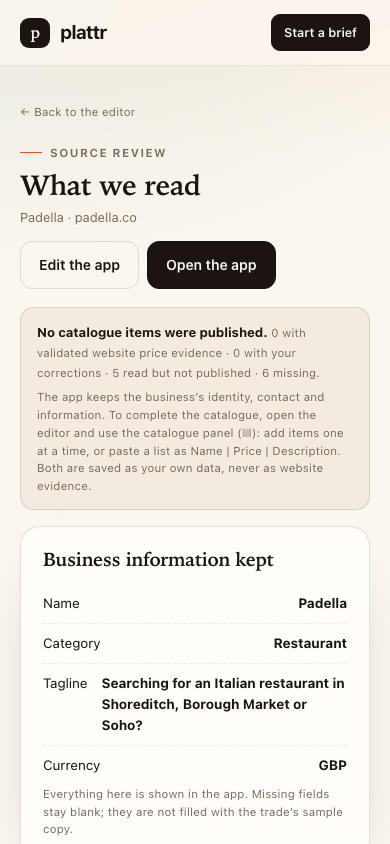 p plattr
Start a brief
← Back to the editor
SOURCE REVIEW
What we read
Padella · padella.co
Edit the app
Open the app
No catalogue items were published. 0 with
validated website price evidence · 0 with your
corrections · 5 read but not published · 6 missing.
The app keeps the business's identity, contact and
information. To complete the catalogue, open the
editor and use the catalogue panel (▤): add items one
at a time, or paste a list as Name | Price | Description.
Both are saved as your own data, never as website
evidence.
Business information kept
Name Padella
Category Restaurant
Tagline Searching for an Italian restaurant in
Shoreditch, Borough Market or
Soho?
Currency GBP
Everything here is shown in the app. Missing fields
stay blank; they are not filled with the trade's sample
copy.